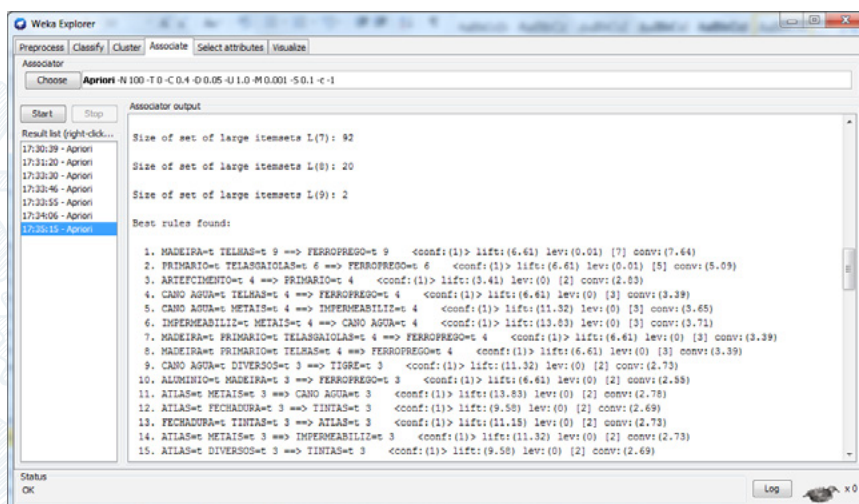 Weka Explorer
Preprocess Classify Cluster Associate Select attributes Visualize
Associator
Choose Apriori -N 100 -T 0 -C 0.4 -D 0.05 -U 1.0 -M 0.001 -S 0.1 -c -1
Start Stop
Result list (right-click...
17:30:39 - Apriori
17:31:20 - Apriori
17:33:30 - Apriori
17:33:46 - Apriori
17:33:55 - Apriori
17:34:06 - Apriori
17:35:15 - Apriori
Associator output
Size of set of large itemsets L(7): 92
Size of set of large itemsets L(8): 20
Size of set of large itemsets L(9): 2
Best rules found:
1. MADEIRA=t TELHAS=t 9 ==> FERROPREGO=t 9 <conf:(1)> lift:(6.61) lev:(0.01) [7] conv:(7.64)
2. PRIMARIO=t TELASGAIOLAS=t 6 ==> FERROPREGO=t 6 <conf:(1)> lift:(6.61) lev:(0.01) [5] conv:(5.09)
3. ARTEFCIMENTO=t 4 ==> PRIMARIO=t 4 <conf:(1)> lift:(3.41) lev:(0) [2] conv:(2.83)
4. CANO AGUA=t TELHAS=t 4 ==> FERROPREGO=t 4 <conf:(1)> lift:(6.61) lev:(0) [3] conv:(3.39)
5. CANO AGUA=t METAIS=t 4 ==> IMPERMEABILIZ=t 4 <conf:(1)> lift:(11.32) lev:(0) [3] conv:(3.65)
6. IMPERMEABILIZ=t METAIS=t 4 ==> CANO AGUA=t 4 <conf:(1)> lift:(13.83) lev:(0) [3] conv:(3.71)
7. MADEIRA=t PRIMARIO=t TELASGAIOLAS=t 4 ==> FERROPREGO=t 4 <conf:(1)> lift:(6.61) lev:(0) [3] conv:(3.39)
8. MADEIRA=t PRIMARIO=t TELHAS=t 4 ==> FERROPREGO=t 4 <conf:(1)> lift:(6.61) lev:(0) [3] conv:(3.39)
9. CANO AGUA=t DIVERSOS=t 3 ==> TIGRE=t 3 <conf:(1)> lift:(11.32) lev:(0) [2] conv:(2.73)
10. ALUMINIO=t MADEIRA=t 3 ==> FERROPREGO=t 3 <conf:(1)> lift:(6.61) lev:(0) [2] conv:(2.55)
11. ATLAS=t METAIS=t 3 ==> CANO AGUA=t 3 <conf:(1)> lift:(13.83) lev:(0) [2] conv:(2.78)
12. ATLAS=t FECHADURA=t 3 ==> TINTAS=t 3 <conf:(1)> lift:(9.58) lev:(0) [2] conv:(2.69)
13. FECHADURA=t TINTAS=t 3 ==> ATLAS=t 3 <conf:(1)> lift:(11.15) lev:(0) [2] conv:(2.73)
14. ATLAS=t METAIS=t 3 ==> IMPERMEABILIZ=t 3 <conf:(1)> lift:(11.32) lev:(0) [2] conv:(2.73)
15. ATLAS=t DIVERSOS=t 3 ==> TINTAS=t 3 <conf:(1)> lift:(9.58) lev:(0) [2] conv:(2.69)
Status
OK
Log
x 0